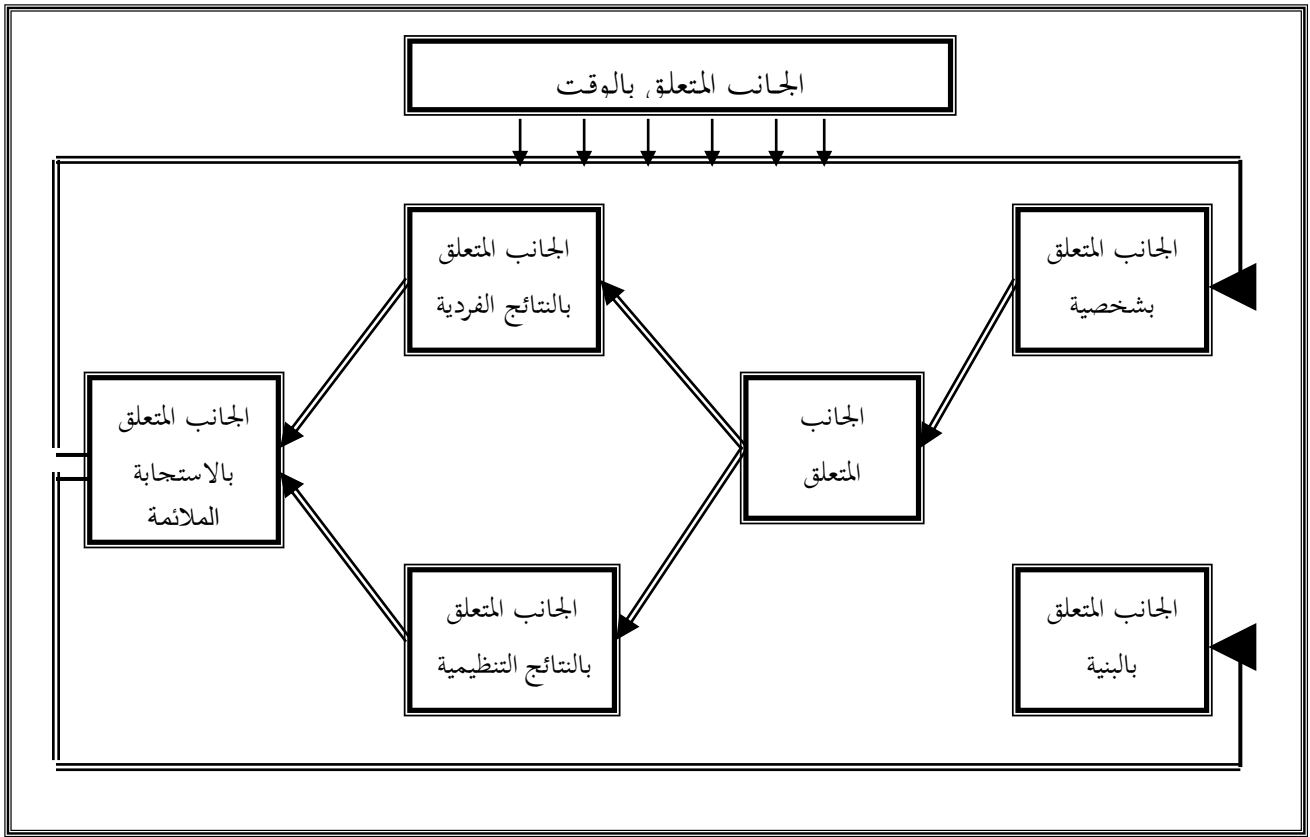 الجانب المتعلق بالوقت
الجانب المتعلق
بشخصية
الجانب المتعلق
بالنتائج الفردية
الجانب
المتعلق
الجانب المتعلق
بالاستجابة
الملائمة
الجانب المتعلق
بالبنية
الجانب المتعلق
بالنتائج التنظيمية